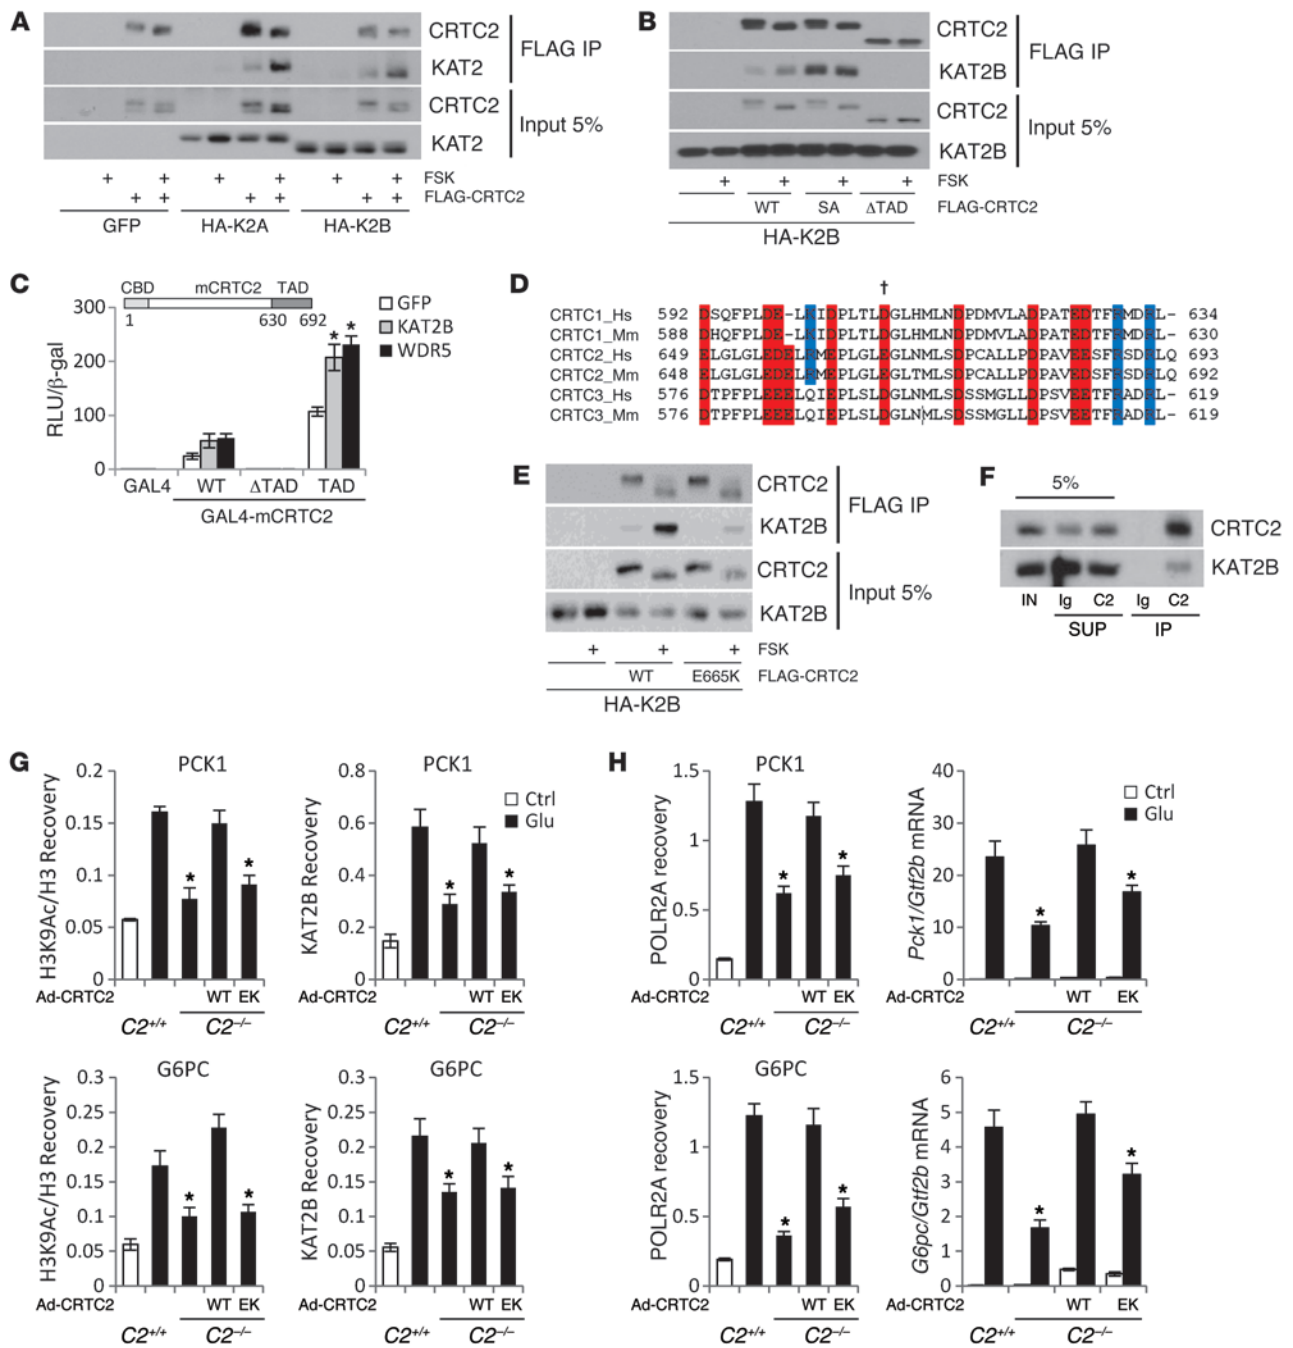 A
CRTC2
KAT2
FLAG IP
CRTC2
KAT2
Input 5%
+ + + + + + FSK
+ + + + + + FLAG-CRTC2
GFP HA-K2A HA-K2B
B
CRTC2
KAT2B
FLAG IP
CRTC2
KAT2B
Input 5%
+ + + + FSK
WT SA ΔTAD FLAG-CRTC2
HA-K2B
C
CBD mCRTC2 TAD
1 630 692
GFP
KAT2B
WDR5
RLU/β-gal
300
200
100
0
* *
GAL4 WT ΔTAD TAD
GAL4-mCRTC2
D
†
CRTC1_Hs 592 DSQFPLDE-LKIDPLTLDGLHMLNDPDMVLADPATEDTFRMDRL- 634
CRTC1_Mm 588 DHQFPLDE-LKIDPLTLDGLHMLNDPDMVLADPATEDTFRMDRL- 630
CRTC2_Hs 649 ELGLGLEDELRMEPLGLEGLNMLSDPCALLPDPAVEESFRSDRLQ 693
CRTC2_Mm 648 ELGLGLEDELRMEPLGLEGLTMLSDPCALLPDPAVEDSFRSDRLQ 692
CRTC3_Hs 576 DTPFPLEEELQIEPLSLDGLNMLSDSSMGLLDPSVEETFRADRL- 619
CRTC3_Mm 576 DTPFPLEEELQIEPLSLDGLNMLSDSSMGLLDPSVEETFRADRL- 619
E
CRTC2
KAT2B
FLAG IP
CRTC2
KAT2B
Input 5%
+ + + FSK
WT E665K FLAG-CRTC2
HA-K2B
F
5%
CRTC2
KAT2B
IN Ig C2 Ig C2
SUP IP
G
PCK1
H3K9Ac/H3 Recovery
0.2
0.15
0.1
0.05
0
* *
Ad-CRTC2 WT EK
C2+/+ C2−/−
PCK1
KAT2B Recovery
0.8
0.6
0.4
0.2
0
* *
Ctrl
Glu
WT EK
C2+/+ C2−/−
G6PC
H3K9Ac/H3 Recovery
0.3
0.25
0.2
0.15
0.1
0.05
0
* *
Ad-CRTC2 WT EK
C2+/+ C2−/−
G6PC
KAT2B Recovery
0.3
0.25
0.2
0.15
0.1
0.05
0
* *
WT EK
C2+/+ C2−/−
H
PCK1
POLR2A recovery
1.5
1
0.5
0
* *
Ad-CRTC2 WT EK
C2+/+ C2−/−
Pck1/Gtf2b mRNA
40
30
20
10
0
* *
Ctrl
Glu
WT EK
C2+/+ C2−/−
G6PC
POLR2A recovery
1.5
1
0.5
0
* *
Ad-CRTC2 WT EK
C2+/+ C2−/−
G6pc/Gtf2b mRNA
6
5
4
3
2
1
0
* *
WT EK
C2+/+ C2−/−